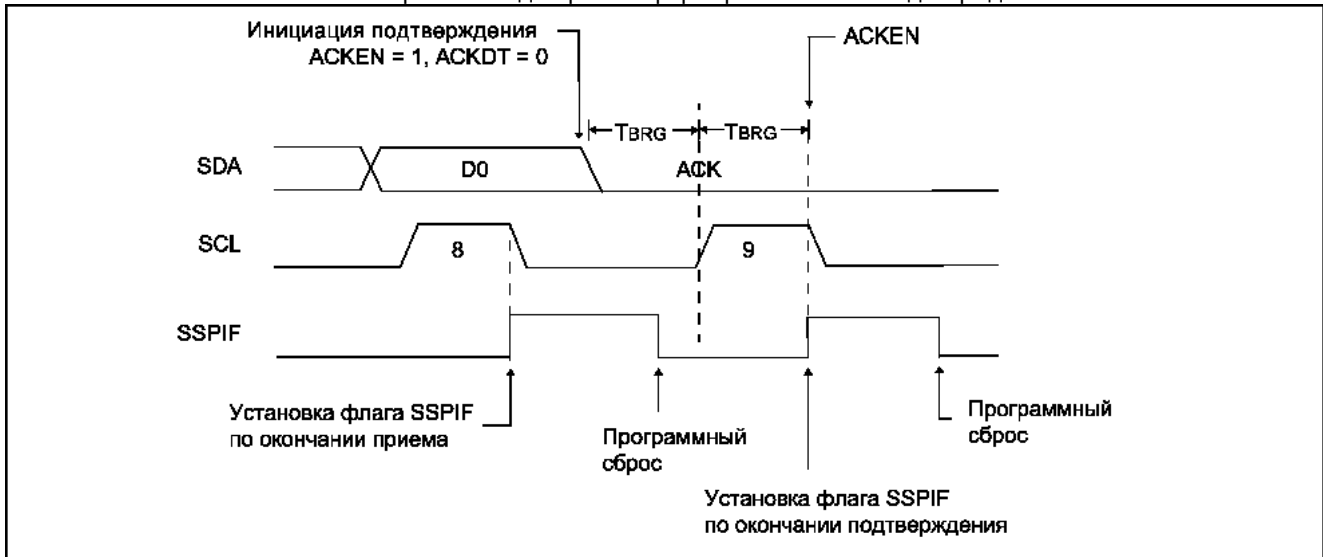 Инициация подтверждения
ACKEN = 1, ACKDT = 0
ACKEN
TBRG
TBRG
SDA
D0
ACK
SCL
8
9
SSPIF
Установка флага SSPIF
по окончании приема
Программный
сброс
Программный
сброс
Установка флага SSPIF
по окончании подтверждения